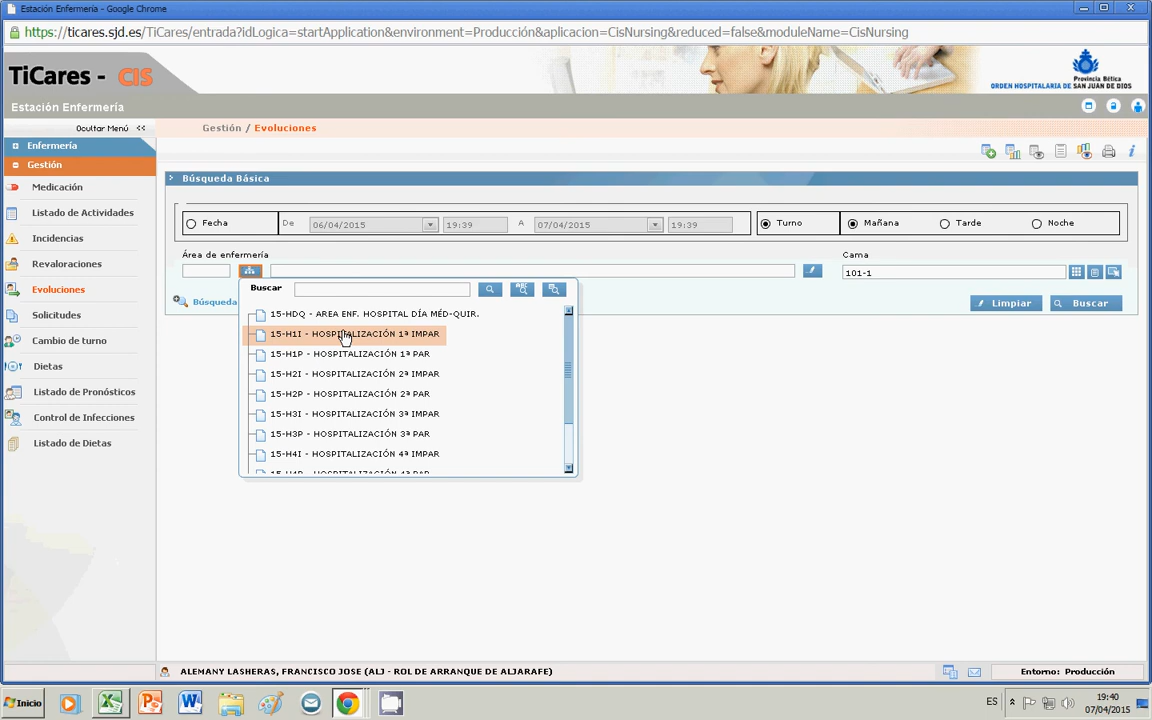 Estación Enfermería - Google Chrome
https://ticares.sjd.es/TiCares/entrada?idLogica=startApplication&environment=Producción&aplicacion=CisNursing&reduced=false&moduleName=CisNursing
TiCares - CIS
Provincia Bética
ORDEN HOSPITALARIA DE SAN JUAN DE DIOS
Estación Enfermería
Ocultar Menú <<
Gestión / Evoluciones
Enfermería
Gestión
Medicación
Listado de Actividades
Incidencias
Revaloraciones
Evoluciones
Solicitudes
Cambio de turno
Dietas
Listado de Pronósticos
Control de Infecciones
Listado de Dietas
Búsqueda Básica
Fecha De 06/04/2015 19:39 A 07/04/2015 19:39 Turno Mañana Tarde Noche
Área de enfermería Cama
101-1
Búsqueda Limpiar Buscar
Buscar
15-HDQ - AREA ENF. HOSPITAL DÍA MÉD-QUIR.
15-H1I - HOSPITALIZACIÓN 1ª IMPAR
15-H1P - HOSPITALIZACIÓN 1ª PAR
15-H2I - HOSPITALIZACIÓN 2ª IMPAR
15-H2P - HOSPITALIZACIÓN 2ª PAR
15-H3I - HOSPITALIZACIÓN 3ª IMPAR
15-H3P - HOSPITALIZACIÓN 3ª PAR
15-H4I - HOSPITALIZACIÓN 4ª IMPAR
15-H4P - HOSPITALIZACIÓN 4ª PAR
ALEMANY LASHERAS, FRANCISCO JOSE (ALJ - ROL DE ARRANQUE DE ALJARAFE)
Entorno: Producción
Inicio
ES
19:40
07/04/2015